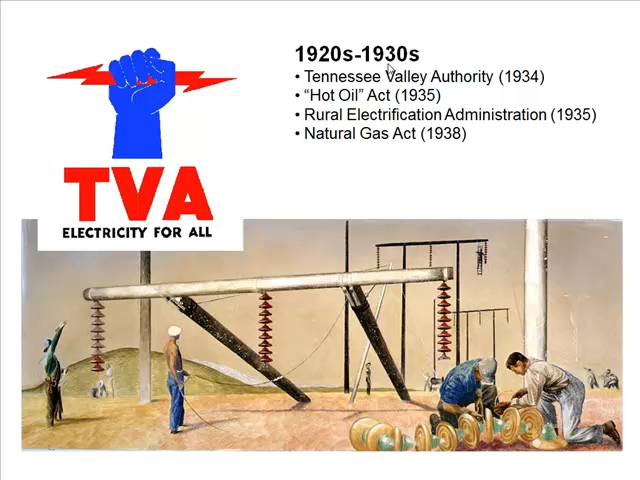 1920s-1930s
• Tennessee Valley Authority (1934)
• “Hot Oil” Act (1935)
• Rural Electrification Administration (1935)
• Natural Gas Act (1938)
TVA
ELECTRICITY FOR ALL